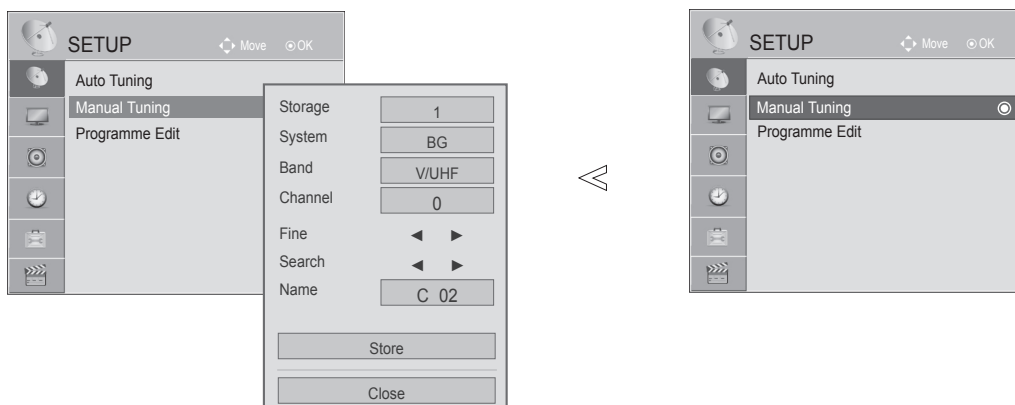 SETUP
Move
OK
Auto Tuning
Manual Tuning
Programme Edit
Storage 1
System BG
Band V/UHF
Channel 0
Fine ◄ ►
Search ◄ ►
Name C 02
Store
Close
SETUP
Move
OK
Auto Tuning
Manual Tuning
Programme Edit